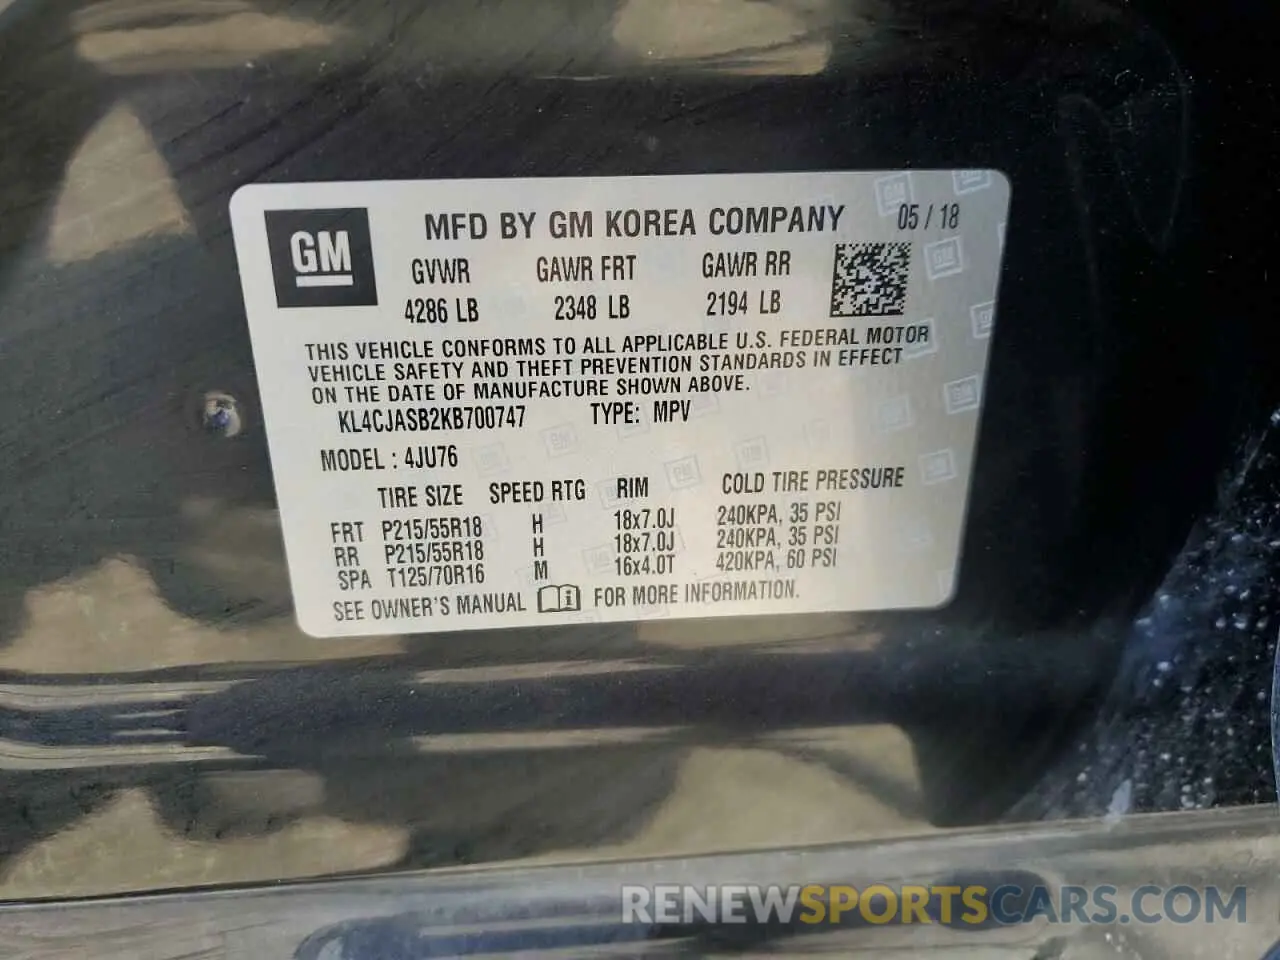 GM
MFD BY GM KOREA COMPANY 05 / 18
GVWR GAWR FRT GAWR RR
4286 LB 2348 LB 2194 LB
THIS VEHICLE CONFORMS TO ALL APPLICABLE U.S. FEDERAL MOTOR
VEHICLE SAFETY AND THEFT PREVENTION STANDARDS IN EFFECT
ON THE DATE OF MANUFACTURE SHOWN ABOVE.
KL4CJASB2KB700747 TYPE: MPV
MODEL : 4JU76
TIRE SIZE SPEED RTG RIM COLD TIRE PRESSURE
FRT P215/55R18 H 18x7.0J 240KPA, 35 PSI
RR P215/55R18 H 18x7.0J 240KPA, 35 PSI
SPA T125/70R16 M 16x4.0T 420KPA, 60 PSI
SEE OWNER'S MANUAL i FOR MORE INFORMATION.
RENEWSPORTSCARS.COM